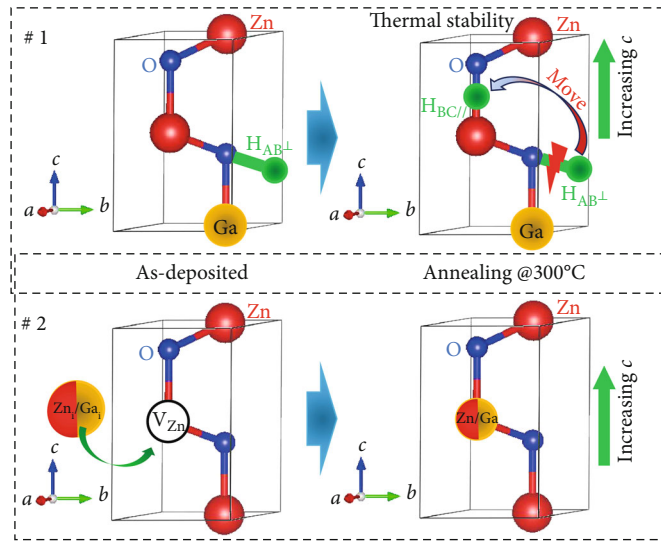 # 1
Zn
O
H_AB⊥
Ga
c
a
b
Thermal stability
Zn
O
Move
H_BC//
H_AB⊥
Ga
c
a
b
Increasing c
As-deposited
Annealing @300°C
# 2
Zn
O
Zn_i/Ga_i
V_Zn
c
a
b
Zn
O
Zn/Ga
c
a
b
Increasing c